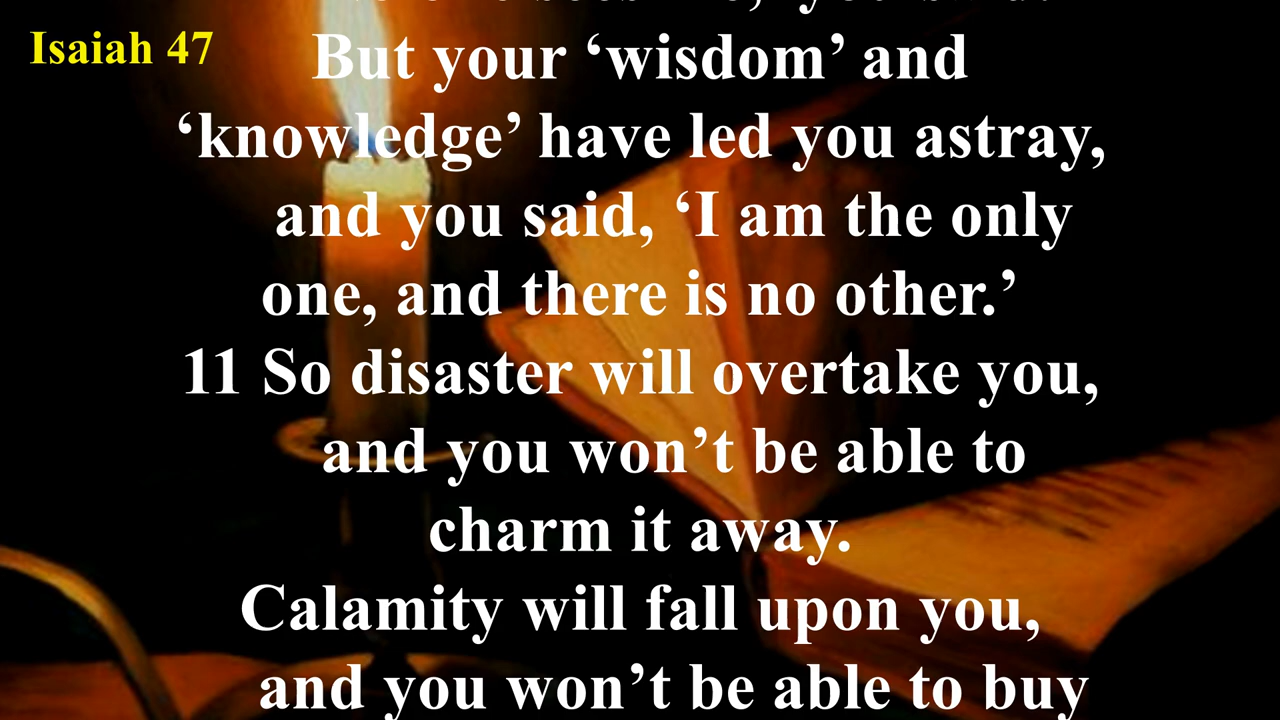 Isaiah 47
But your ‘wisdom’ and
‘knowledge’ have led you astray,
and you said, ‘I am the only
one, and there is no other.’
11 So disaster will overtake you,
and you won’t be able to
charm it away.
Calamity will fall upon you,
and you won’t be able to buy